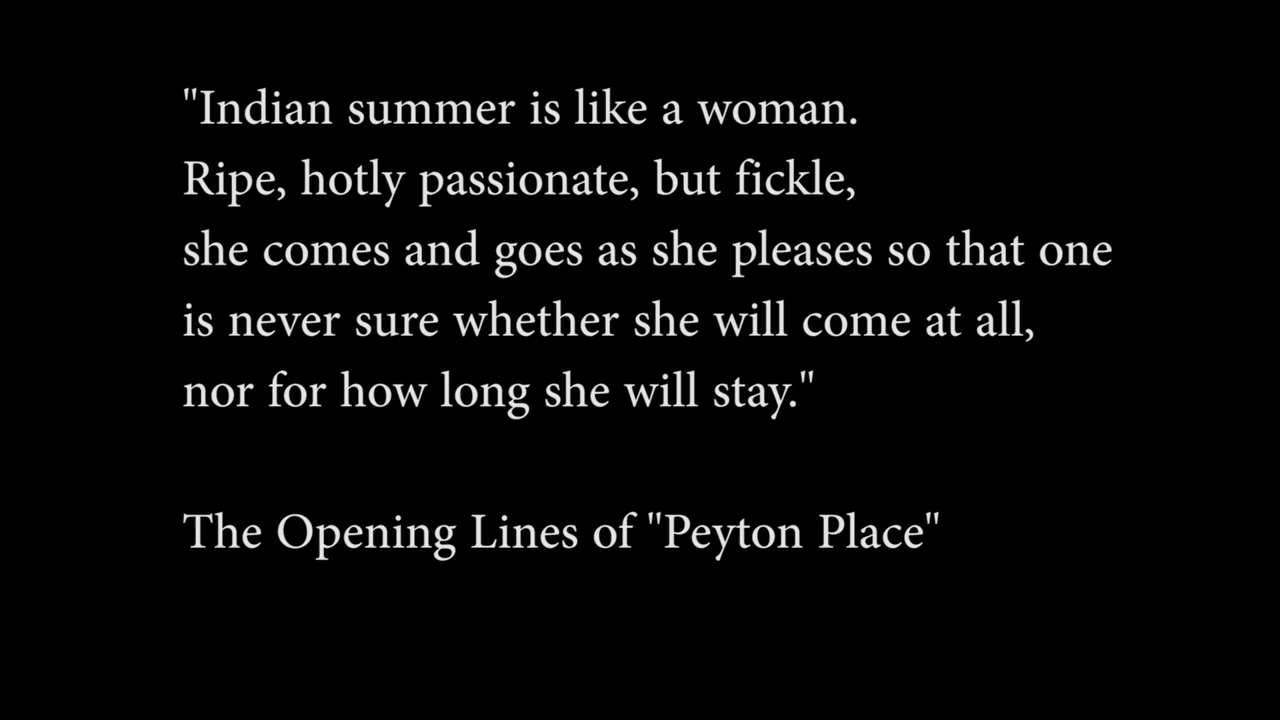 "Indian summer is like a woman.
Ripe, hotly passionate, but fickle,
she comes and goes as she pleases so that one
is never sure whether she will come at all,
nor for how long she will stay."
The Opening Lines of "Peyton Place"